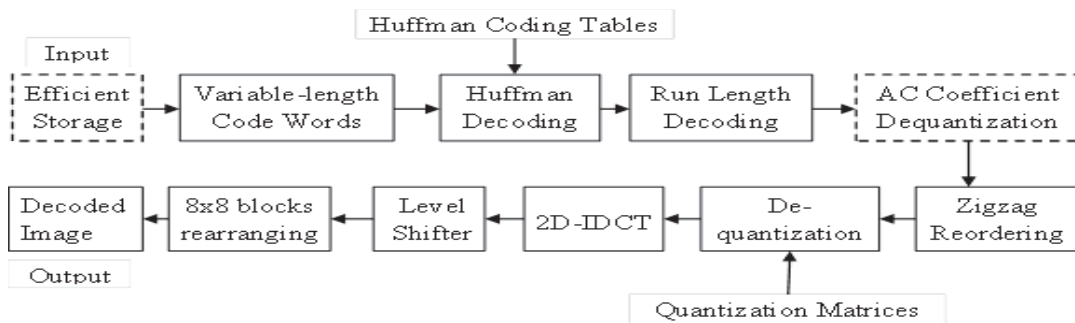 Huffman Coding Tables
Input
Efficient
Storage
Variable-length
Code Words
Huffman
Decoding
Run Length
Decoding
AC Coefficient
Dequantization
Decoded
Image
8x8 blocks
rearranging
Level
Shifter
2D-IDCT
De-
quantization
Zigzag
Reordering
Output
Quantization Matrices